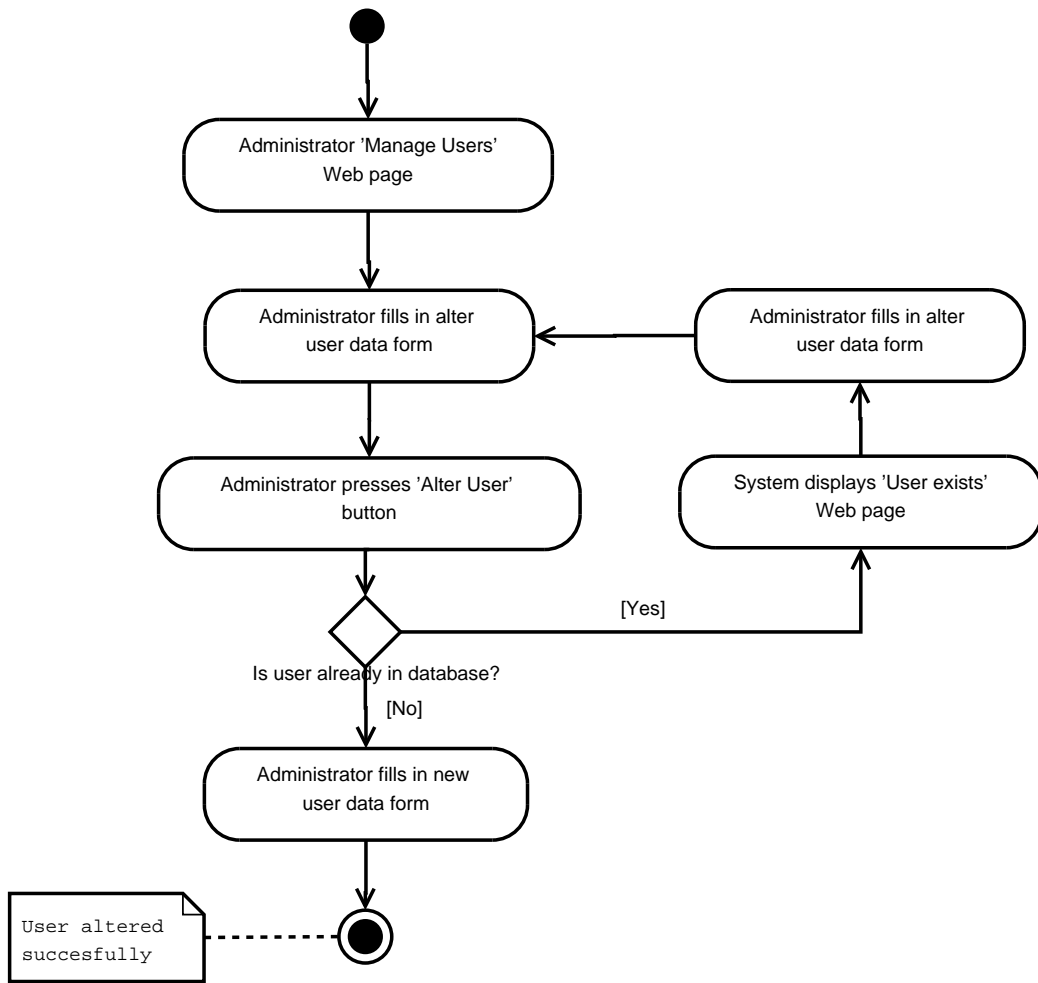 Administrator ’Manage Users’
Web page
Administrator fills in alter
user data form
Administrator fills in alter
user data form
Administrator presses ’Alter User’
button
System displays ’User exists’
Web page
[Yes]
Is user already in database?
[No]
Administrator fills in new
user data form
User altered
succesfully